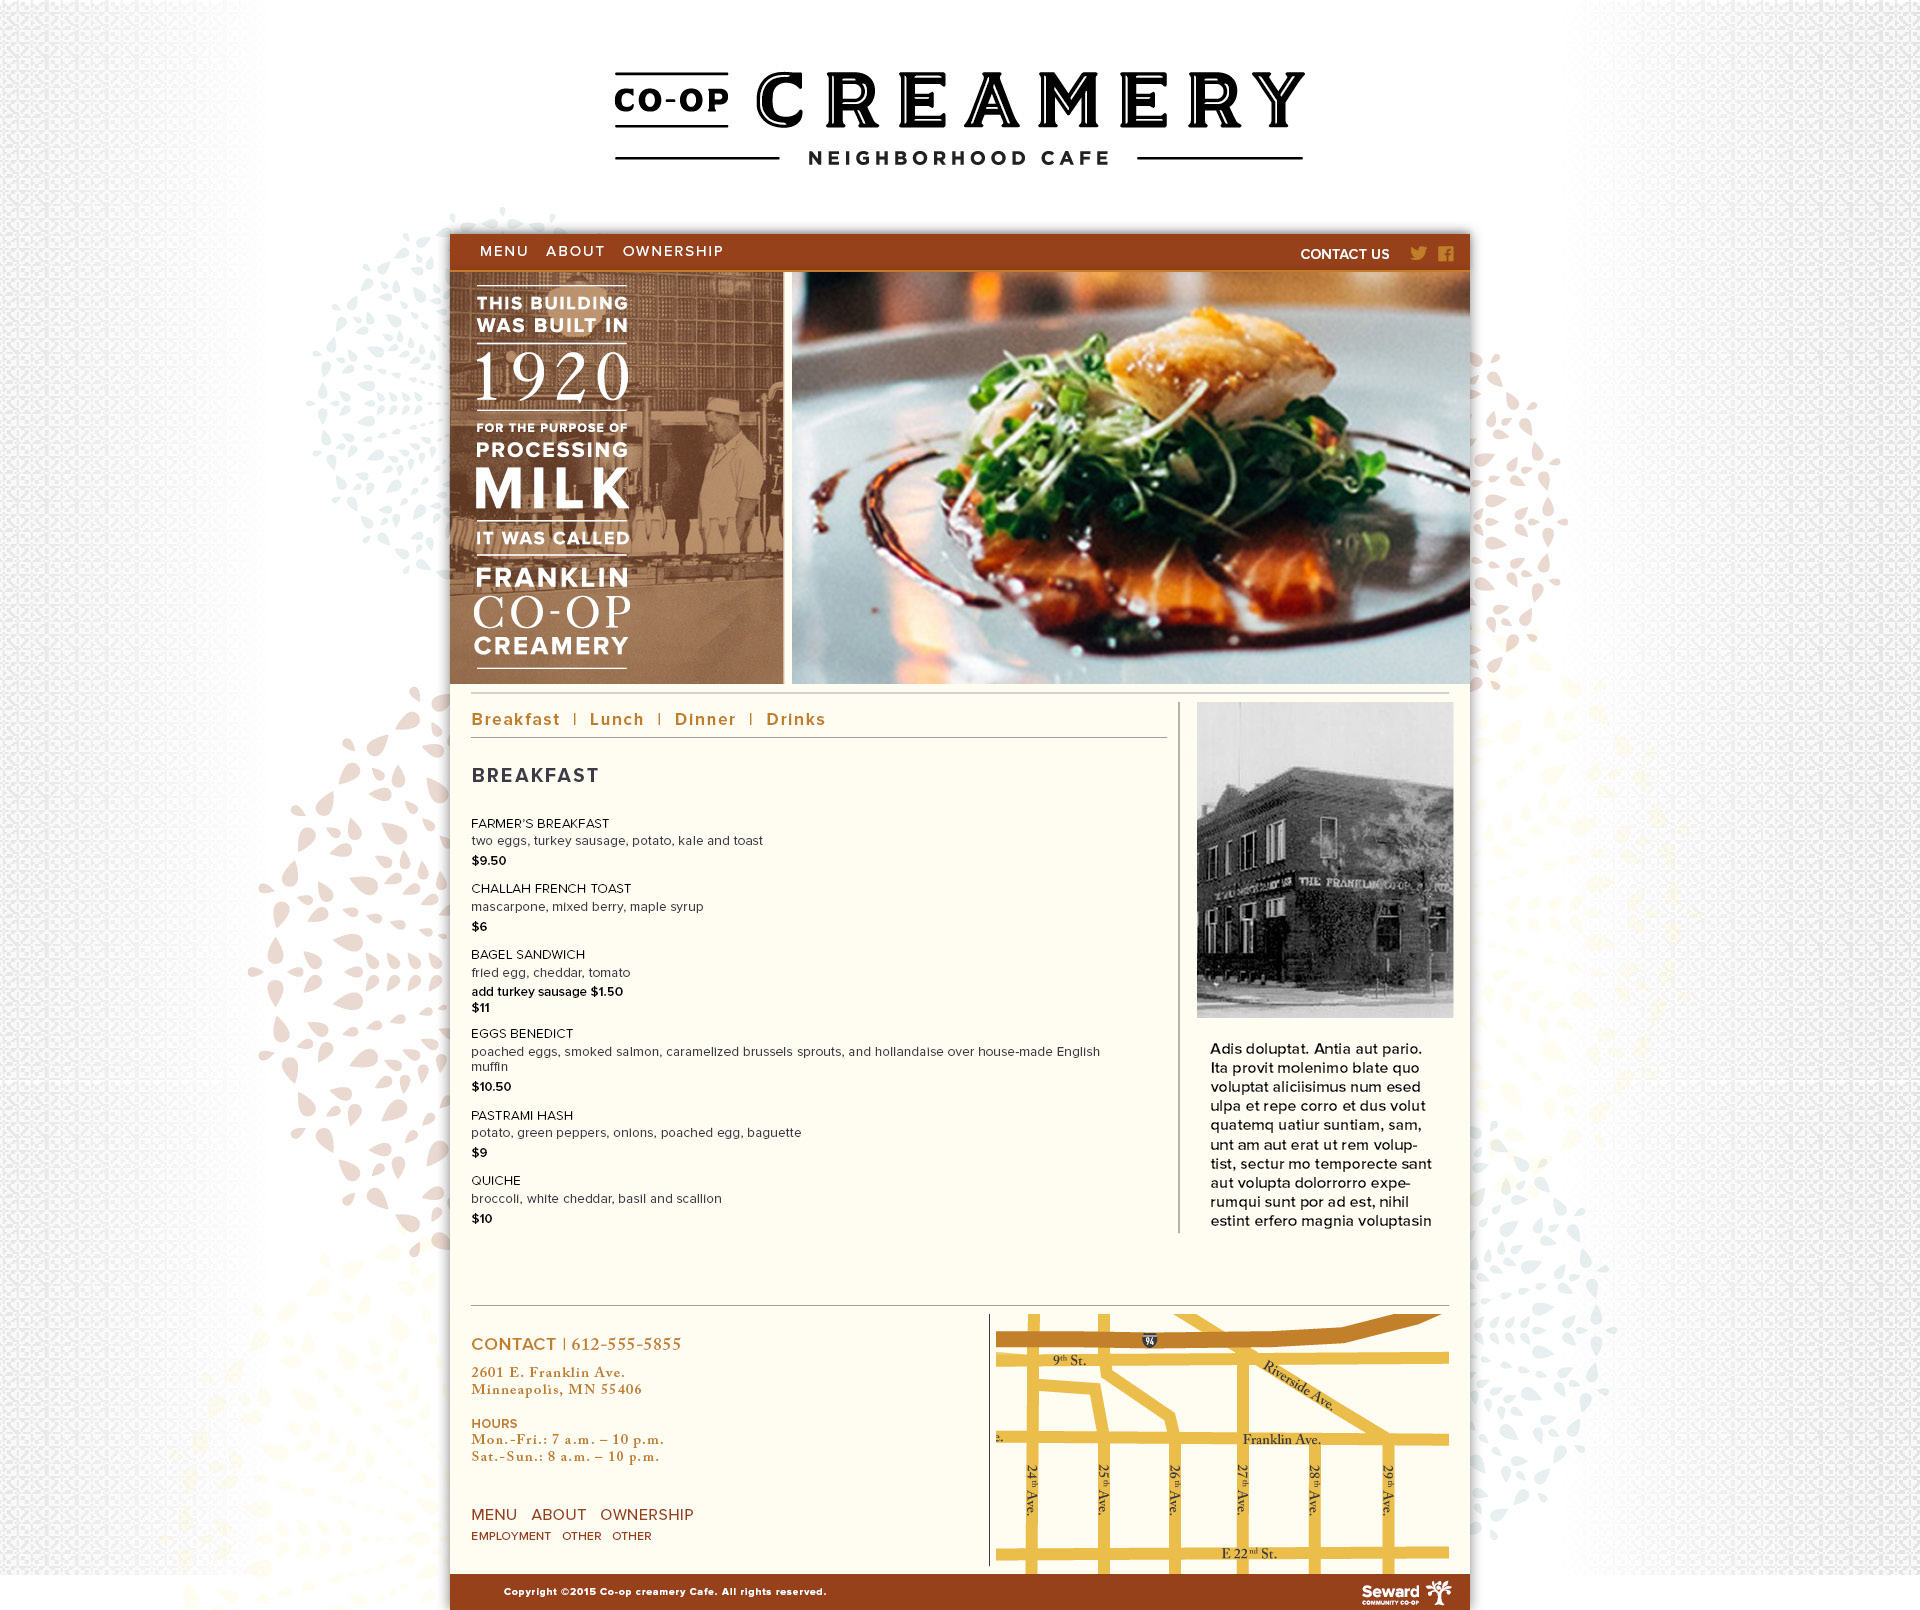 CO-OP CREAMERY
NEIGHBORHOOD CAFE
MENU ABOUT OWNERSHIP
CONTACT US
THIS BUILDING
WAS BUILT IN
1920
FOR THE PURPOSE OF
PROCESSING
MILK
IT WAS CALLED
FRANKLIN
CO-OP
CREAMERY
Breakfast | Lunch | Dinner | Drinks
BREAKFAST
FARMER'S BREAKFAST
two eggs, turkey sausage, potato, kale and toast
$9.50
CHALLAH FRENCH TOAST
mascarpone, mixed berry, maple syrup
$6
BAGEL SANDWICH
fried egg, cheddar, tomato
add turkey sausage $1.50
$11
EGGS BENEDICT
poached eggs, smoked salmon, caramelized brussels sprouts, and hollandaise over house-made English
muffin
$10.50
PASTRAMI HASH
potato, green peppers, onions, poached egg, baguette
$9
QUICHE
broccoli, white cheddar, basil and scallion
$10
THE FRANKLIN CO-OP
Adis doluptat. Antia aut pario.
Ita provit molenimo blate quo
voluptat aliciisimus num esed
ulpa et repe corro et dus volut
quatemq uatiur suntiam, sam,
unt am aut erat ut rem volup-
tist, sectur mo temporecte sant
aut volupta dolorrorro expe-
rumqui sunt por ad est, nihil
estint erfero magnia voluptasin
CONTACT | 612-555-5855
2601 E. Franklin Ave.
Minneapolis, MN 55406
HOURS
Mon.-Fri.: 7 a.m. – 10 p.m.
Sat.-Sun.: 8 a.m. – 10 p.m.
MENU ABOUT OWNERSHIP
EMPLOYMENT OTHER OTHER
94
9th St.
Riverside Ave.
e.
Franklin Ave.
24th Ave.
25th Ave.
26th Ave.
27th Ave.
28th Ave.
29th Ave.
E 22nd St.
Copyright ©2015 Co-op creamery Cafe. All rights reserved.
Seward
COMMUNITY CO-OP